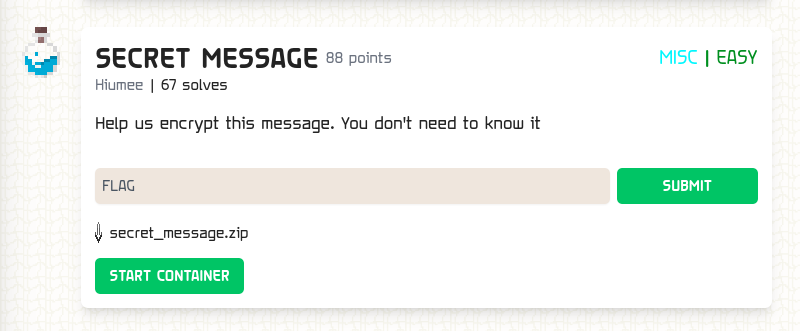 SECRET MESSAGE 88 points MISC | EASY
Hiumee | 67 solves
Help us encrypt this message. You don't need to know it
FLAG SUBMIT
secret_message.zip
START CONTAINER